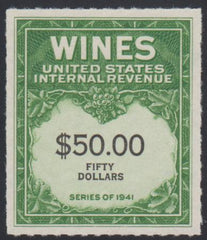 WINES
UNITED STATES
INTERNAL REVENUE
$50.00
FIFTY
DOLLARS
SERIES OF 1941